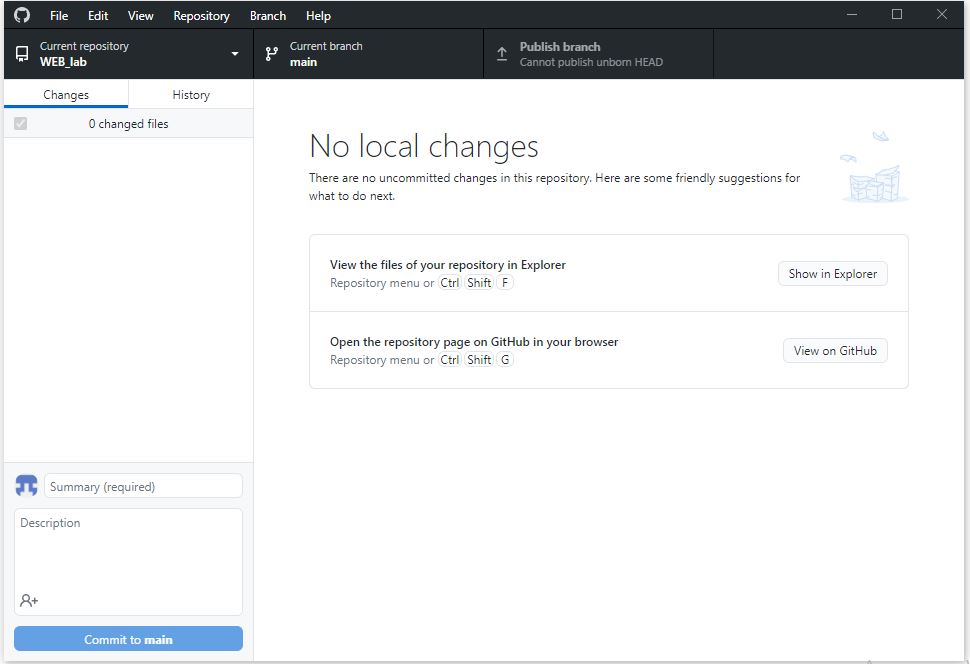 File Edit View Repository Branch Help
Current repository
WEB_lab
Current branch
main
Publish branch
Cannot publish unborn HEAD
Changes
History
0 changed files
No local changes
There are no uncommitted changes in this repository. Here are some friendly suggestions for
what to do next.
View the files of your repository in Explorer
Repository menu or Ctrl Shift F
Show in Explorer
Open the repository page on GitHub in your browser
Repository menu or Ctrl Shift G
View on GitHub
Summary (required)
Description
Commit to main